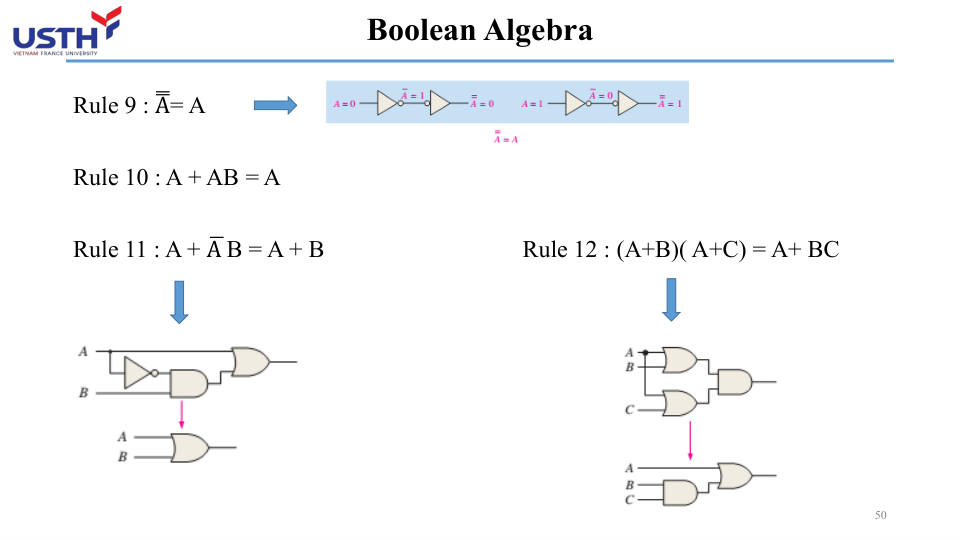 USTH
VIETNAM FRANCE UNIVERSITY
Boolean Algebra
Rule 9 : A̿= A
A = 0
A̅ = 1
A̿ = 0
A = 1
A̅ = 0
A̿ = 1
A̿ = A
Rule 10 : A + AB = A
Rule 11 : A + A̅ B = A + B
Rule 12 : (A+B)( A+C) = A+ BC
A
B
A
B
A
B
C
A
B
C
50